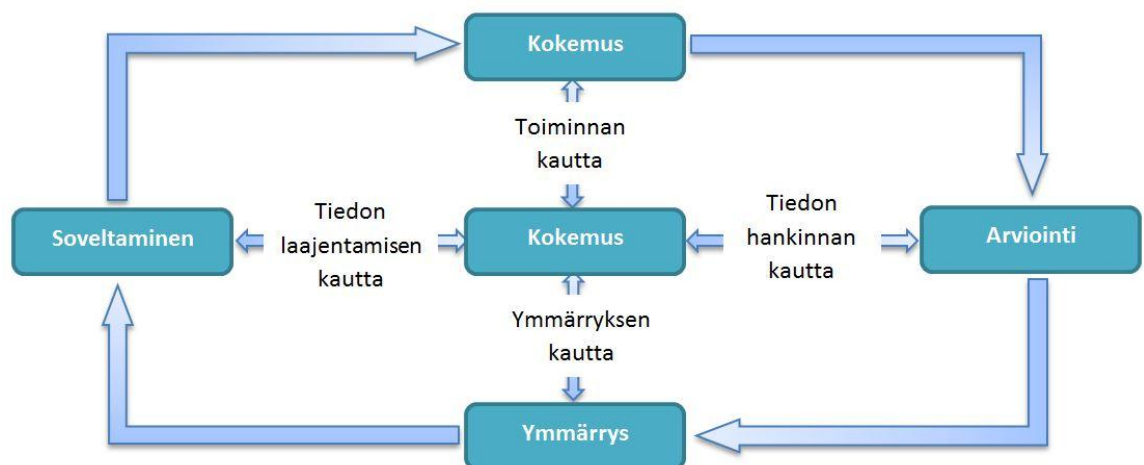 Kokemus
Toiminnan
kautta
Soveltaminen
Tiedon
laajentamisen
kautta
Kokemus
Tiedon
hankinnan
kautta
Arviointi
Ymmärryksen
kautta
Ymmärrys